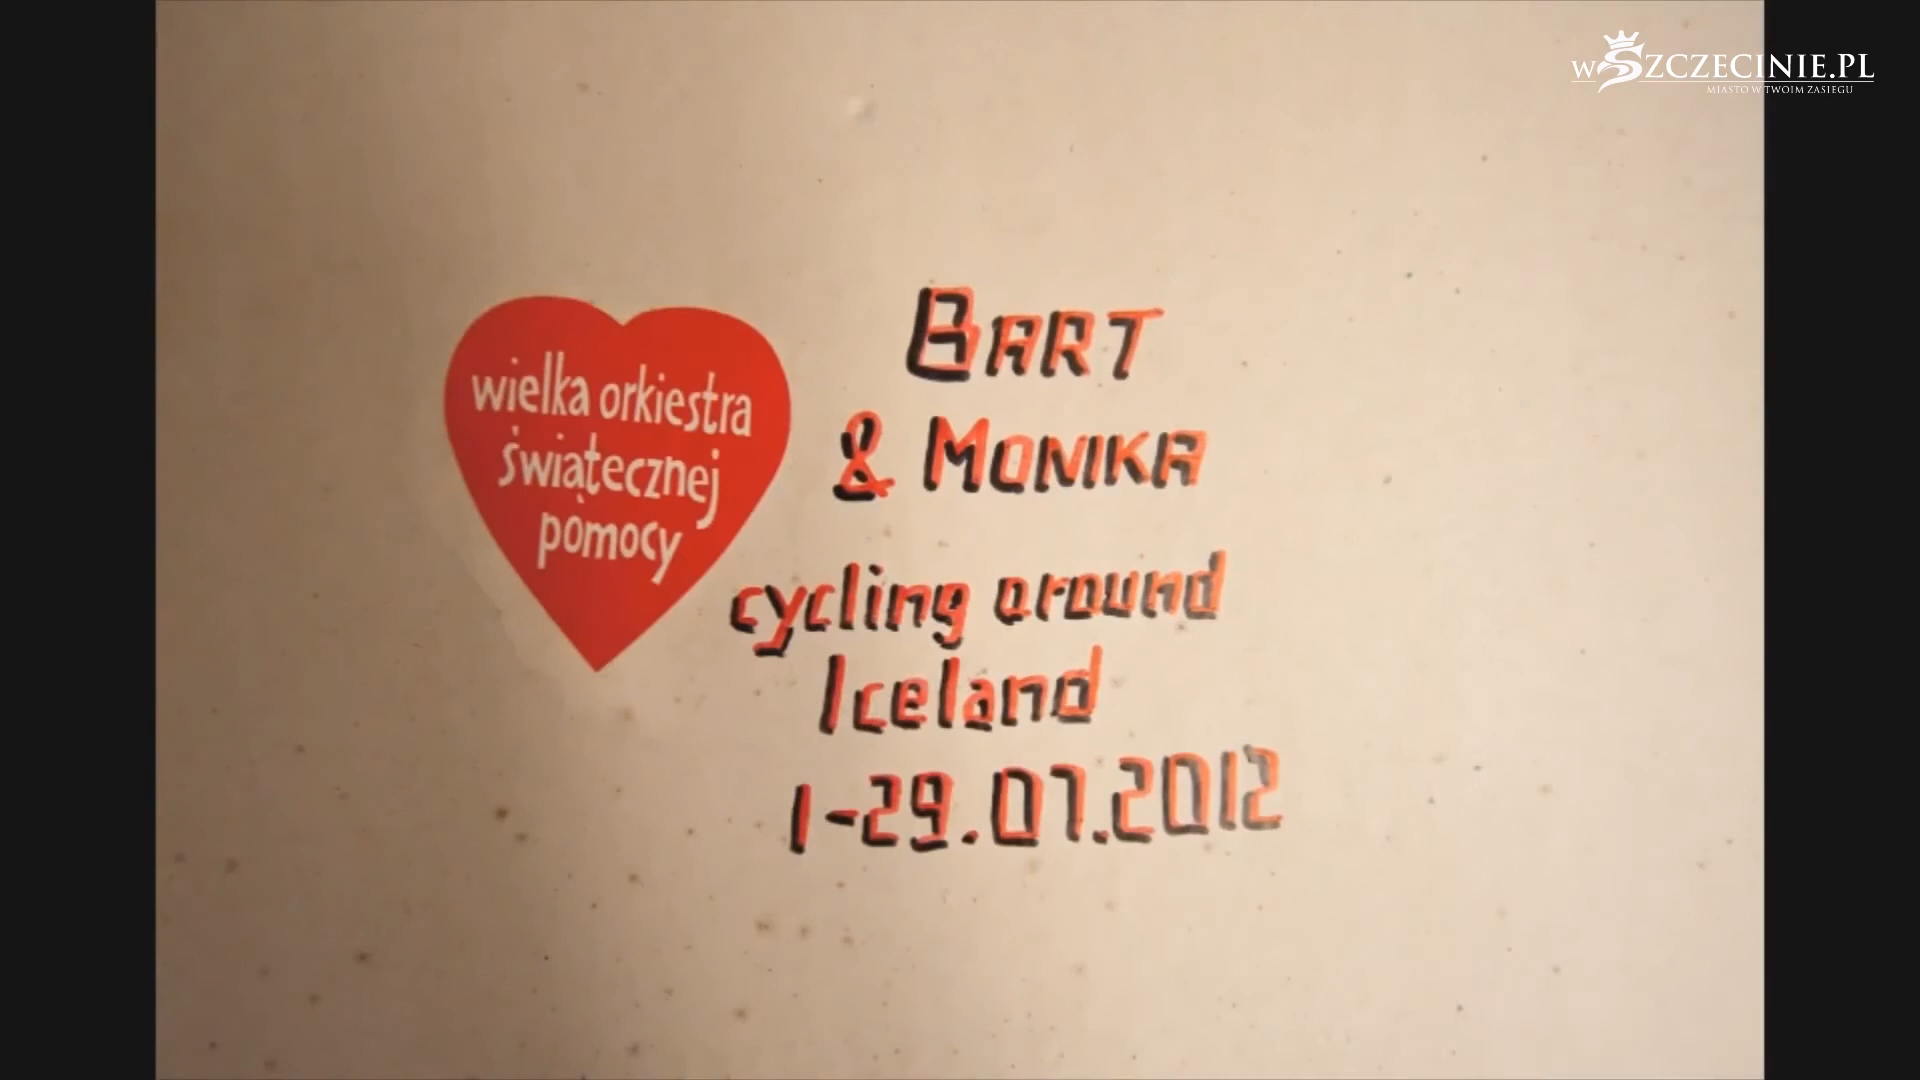 wSZCZECINIE.PL
MIASTO W TWOIM ZASIĘGU
wielka orkiestra
świątecznej
pomocy
BART
& MONIKA
cycling around
Iceland
1-29.07.2012